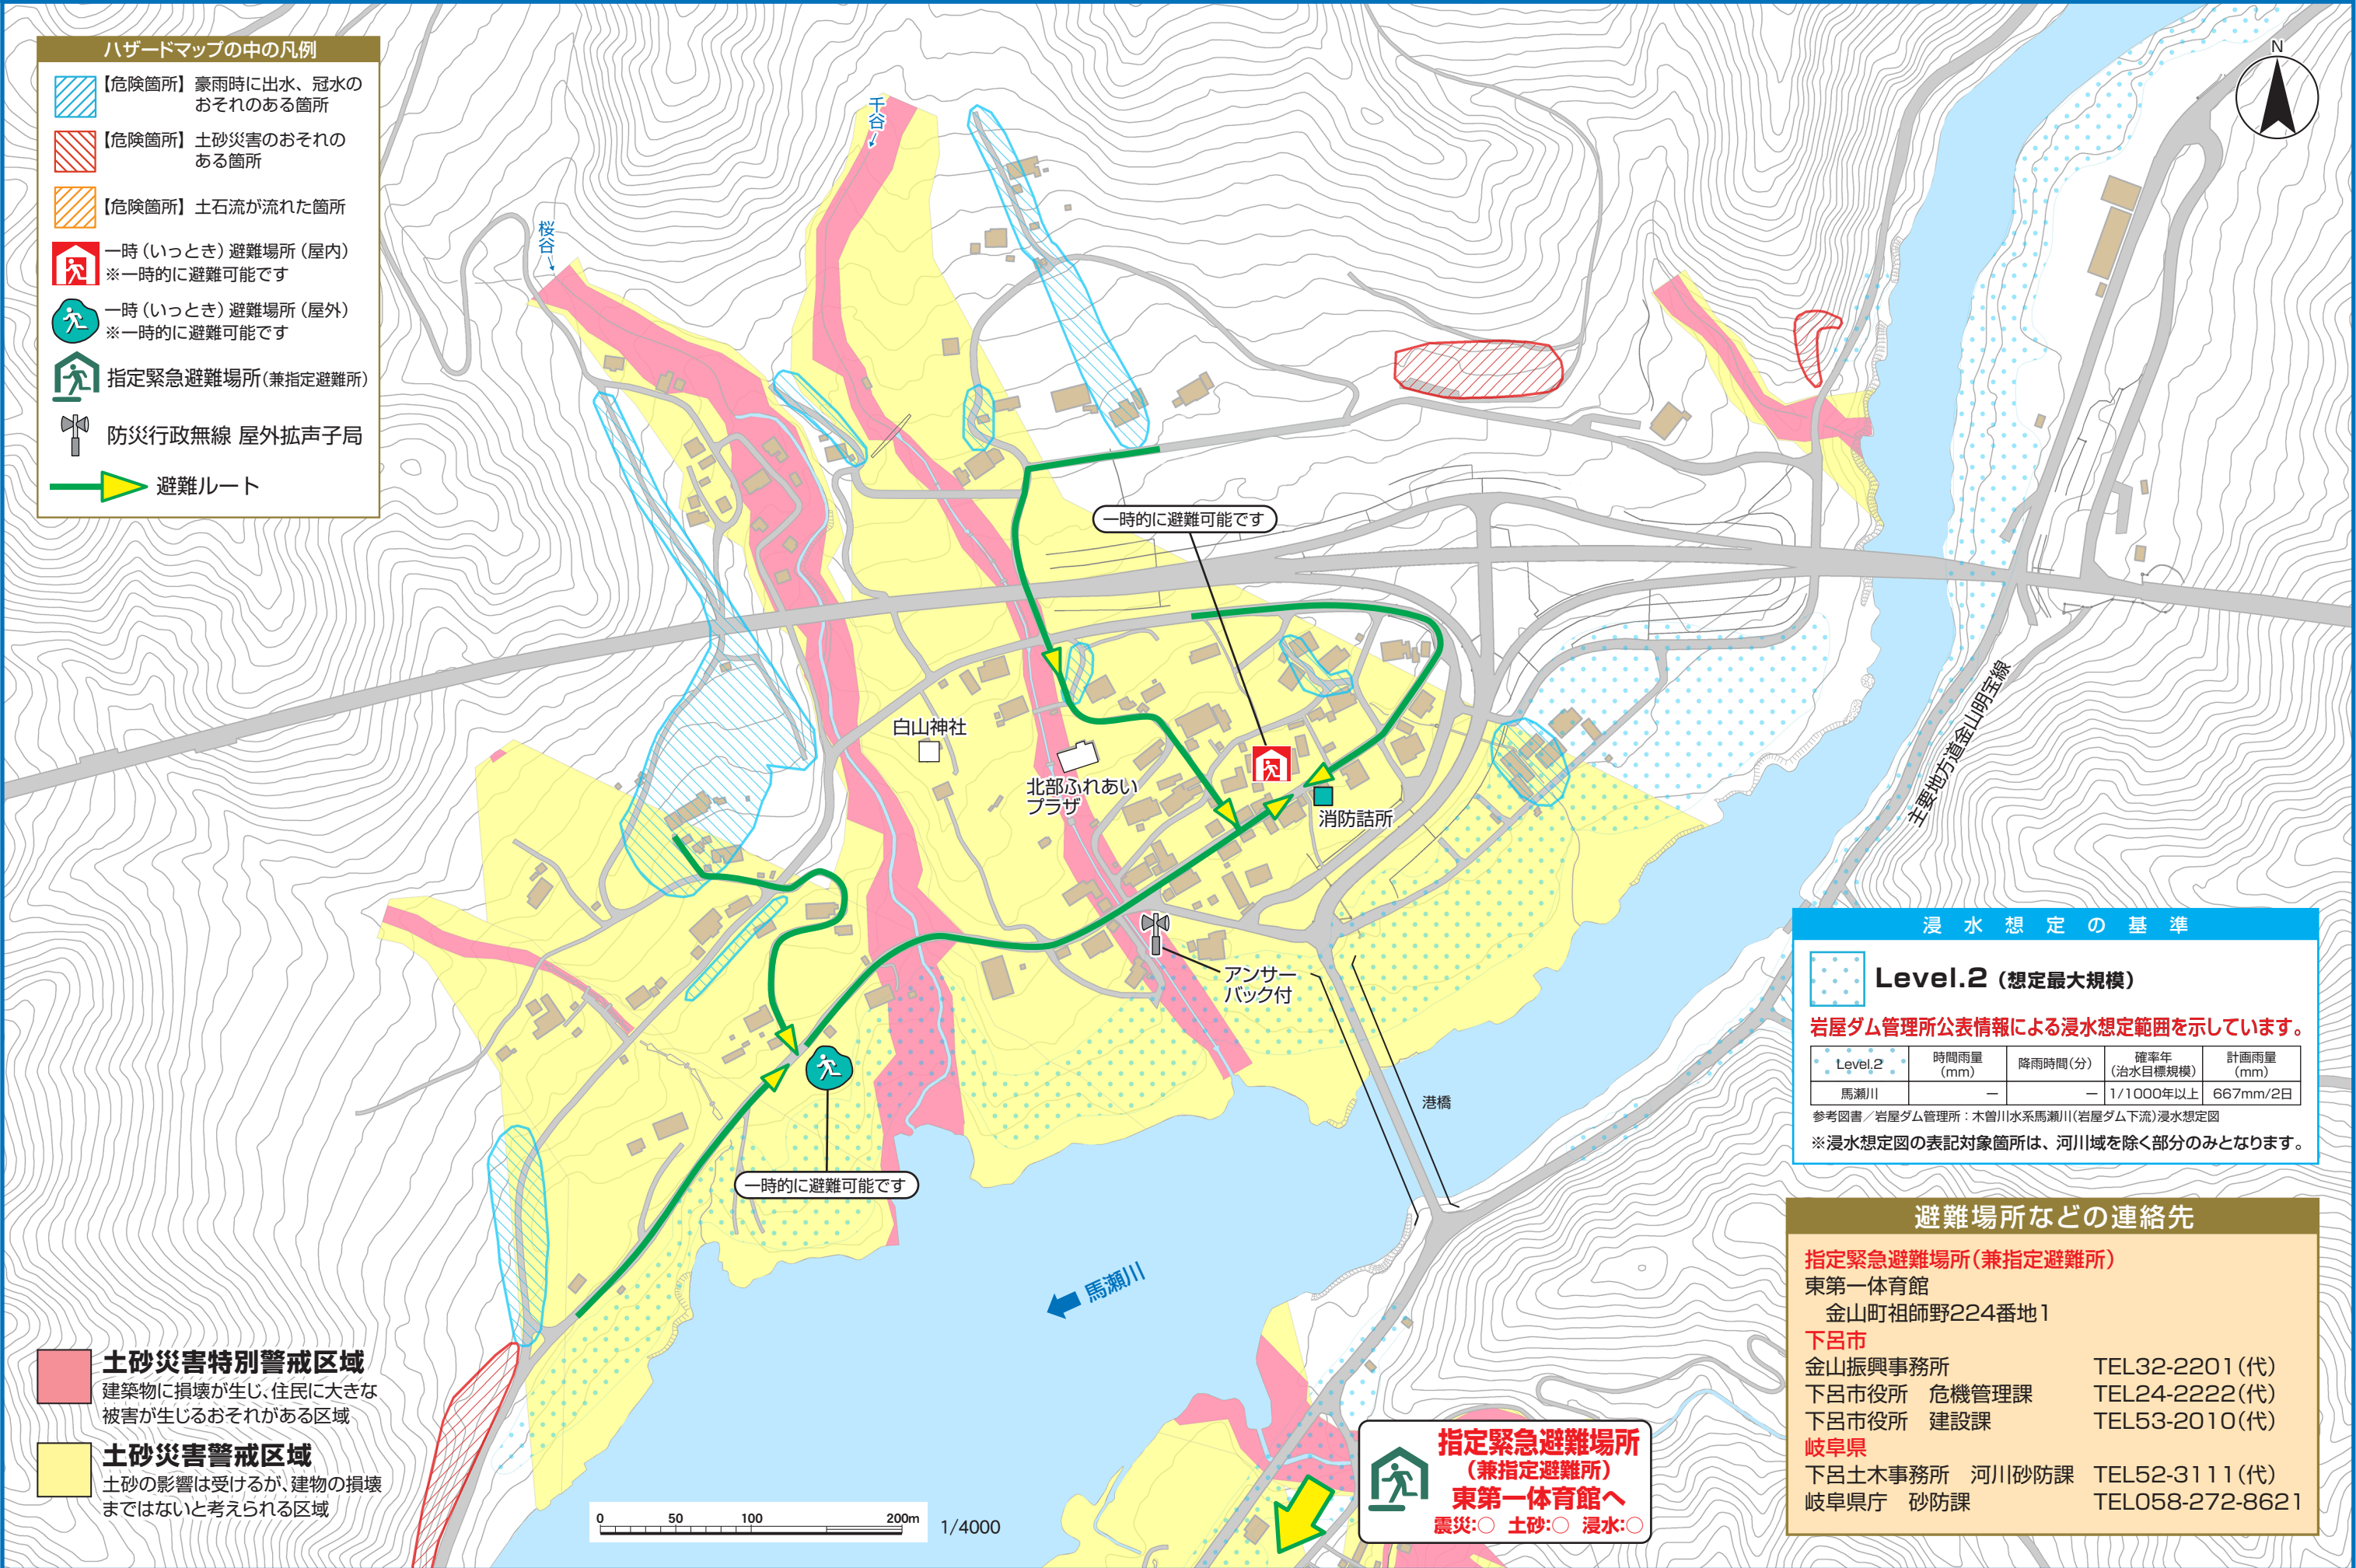 ハザードマップの中の凡例
【危険箇所】豪雨時に出水、冠水の
おそれのある箇所
【危険箇所】土砂災害のおそれの
ある箇所
【危険箇所】土石流が流れた箇所
一時（いっとき）避難場所（屋内）
※一時的に避難可能です
一時（いっとき）避難場所（屋外）
※一時的に避難可能です
指定緊急避難場所（兼指定避難所）
防災行政無線 屋外拡声子局
避難ルート
千谷
桜谷
N
一時的に避難可能です
白山神社
北部ふれあい
プラザ
消防詰所
アンサー
バック付
一時的に避難可能です
港橋
馬瀬川
主要地方道金山明宝線
浸水想定の基準
Level.2（想定最大規模）
岩屋ダム管理所公表情報による浸水想定範囲を示しています。
Level.2 時間雨量（mm） 降雨時間（分） 確率年（治水目標規模） 計画雨量（mm）
馬瀬川 － － 1/1000年以上 667mm/2日
参考図書／岩屋ダム管理所：木曽川水系馬瀬川（岩屋ダム下流）浸水想定図
※浸水想定図の表記対象箇所は、河川域を除く部分のみとなります。
避難場所などの連絡先
指定緊急避難場所（兼指定避難所）
東第一体育館
金山町祖師野224番地1
下呂市
金山振興事務所 TEL32-2201（代）
下呂市役所 危機管理課 TEL24-2222（代）
下呂市役所 建設課 TEL53-2010（代）
岐阜県
下呂土木事務所 河川砂防課 TEL52-3111（代）
岐阜県庁 砂防課 TEL058-272-8621
土砂災害特別警戒区域
建築物に損壊が生じ、住民に大きな
被害が生じるおそれがある区域
土砂災害警戒区域
土砂の影響は受けるが、建物の損壊
まではないと考えられる区域
0 50 100 200m
1/4000
指定緊急避難場所
（兼指定避難所）
東第一体育館へ
震災：○ 土砂：○ 浸水：○